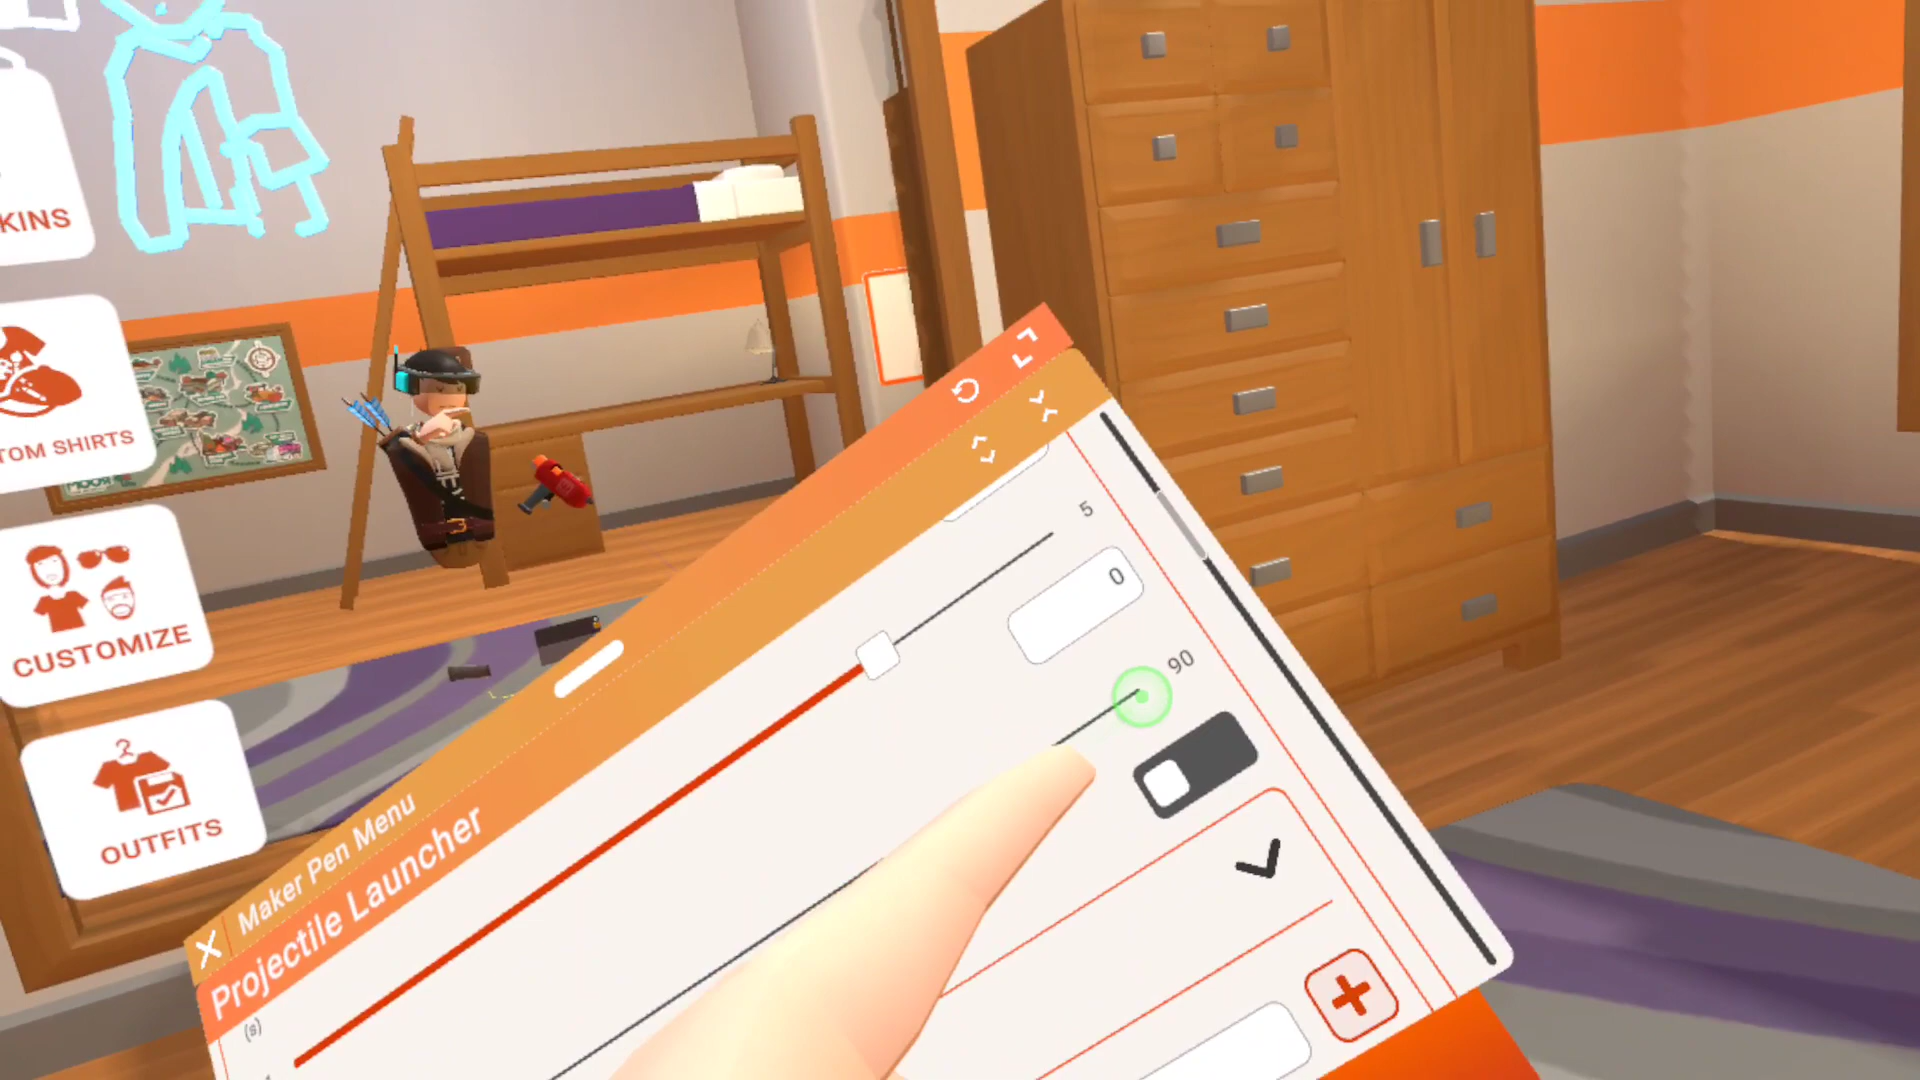 KINS
TOM SHIRTS
CUSTOMIZE
OUTFITS
Maker Pen Menu
Projectile Launcher
(s)
5
0
90